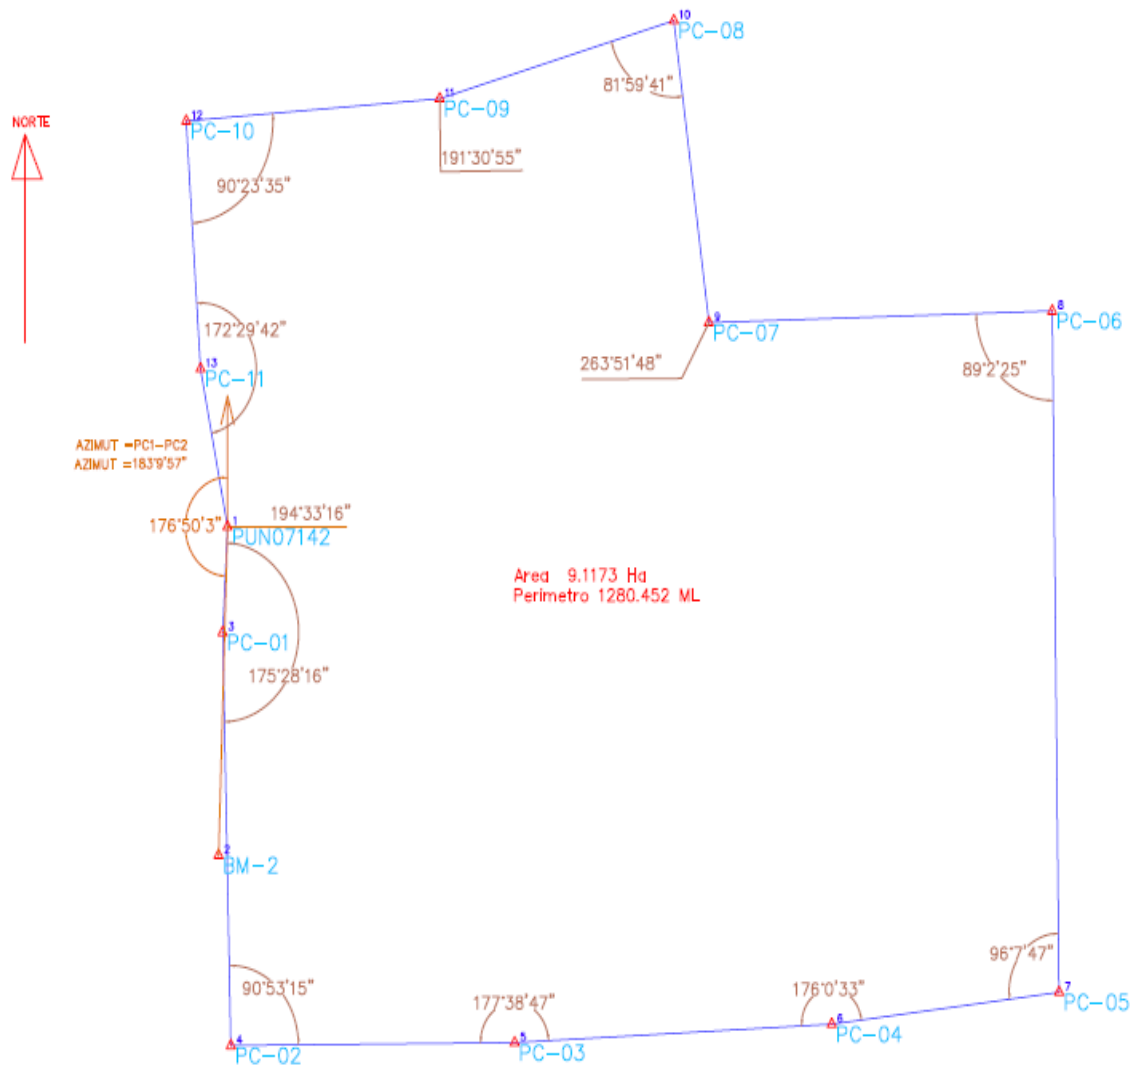 10
PC-08
81°59'41"
11
PC-09
12
PC-10
NORTE
191°30'55"
90°23'35"
172°29'42"
8
PC-06
9
PC-07
263°51'48"
89°2'25"
13
PC-11
AZIMUT =PC1-PC2
AZIMUT =183°9'57"
176°50'3"
194°33'16"
1
PUN07142
Area 9.1173 Ha
Perimetro 1280.452 ML
3
PC-01
175°28'16"
2
BM-2
96°7'47"
90°53'15"
177°38'47"
176°0'33"
7
PC-05
6
PC-04
4
PC-02
5
PC-03